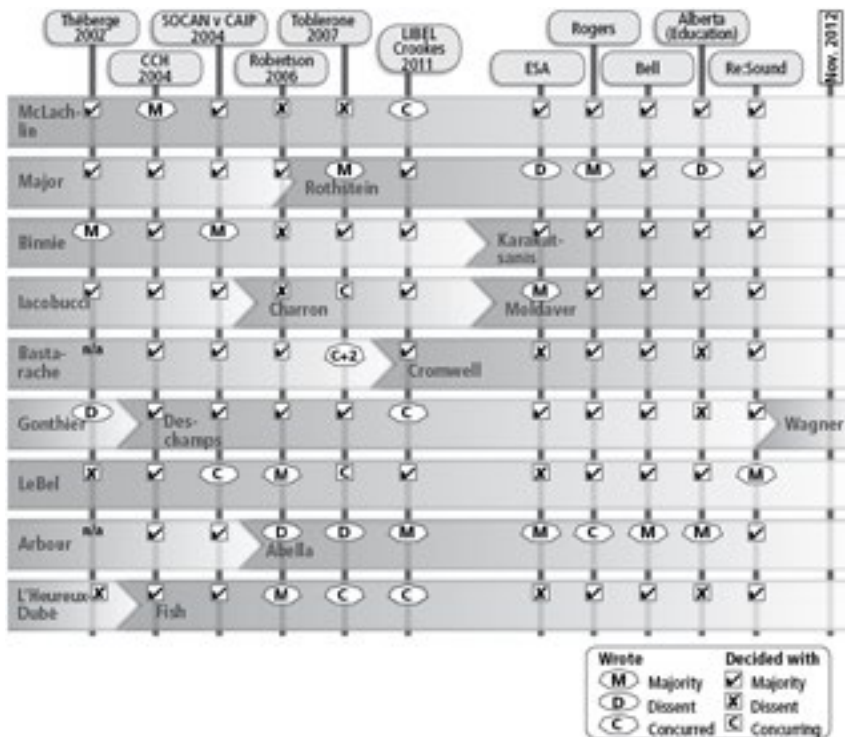 Théberge
2002
SOCAN v CAIP
2004
Toblerone
2007
LIBEL
Crookes
2011
Rogers
Alberta
(Education)
Nov. 2012
CCH
2004
Robertson
2006
ESA
Bell
Re:Sound
McLach-
lin
M
x
x
C
Major
M
D
M
D
Rothstein
M
M
x
Binnie
Karakat-
sanis
x
C
M
Iacobucci
Charron
Moldaver
Basta-
rache
n/a
C+2
x
x
Cromwell
D
C
x
Gonthier
Des-
champs
Wagner
LeBel
x
C
M
C
x
M
n/a
D
D
M
M
C
M
M
Arbour
Abella
L'Heureux-
Dubé
x
M
C
C
x
x
Fish
Wrote
Decided with
M Majority
Majority
D Dissent
X Dissent
C Concurred
C Concurring